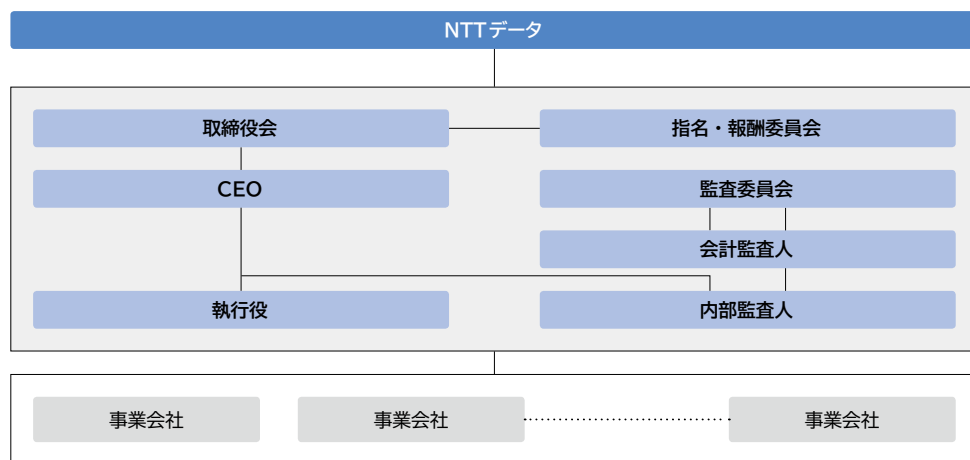 NTTデータ
取締役会
指名・報酬委員会
CEO
監査委員会
会計監査人
執行役
内部監査人
事業会社
事業会社
事業会社